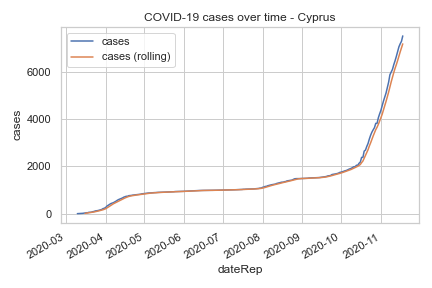 COVID-19 cases over time - Cyprus
cases
cases (rolling)
cases
6000
4000
2000
0
2020-03
2020-04
2020-05
2020-06
2020-07
2020-08
2020-09
2020-10
2020-11
dateRep